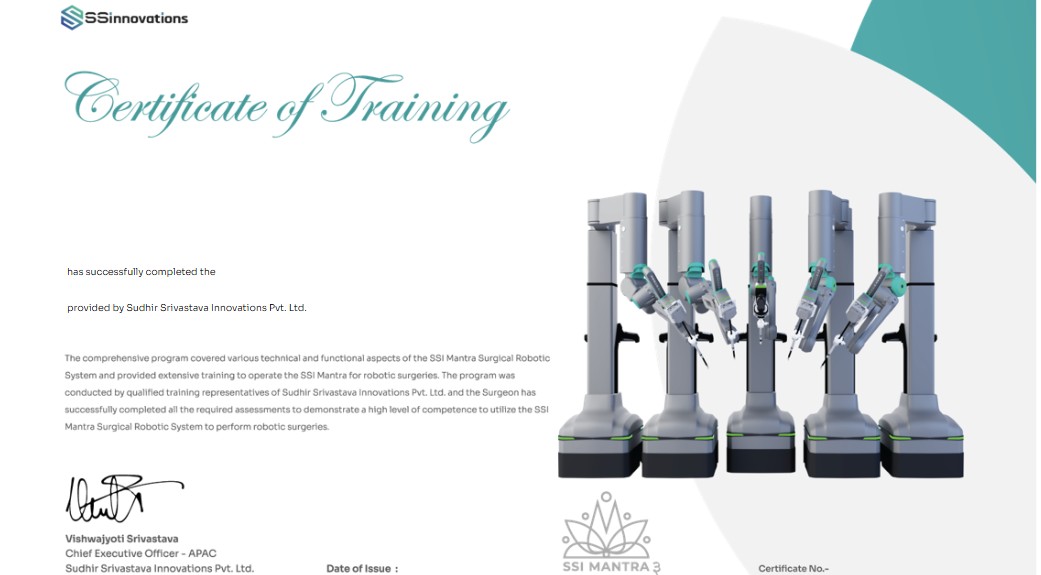 SSinnovations
Certificate of Training
has successfully completed the
provided by Sudhir Srivastava Innovations Pvt. Ltd.
The comprehensive program covered various technical and functional aspects of the SSI Mantra Surgical Robotic
System and provided extensive training to operate the SSI Mantra for robotic surgeries. The program was
conducted by qualified training representatives of Sudhir Srivastava Innovations Pvt. Ltd. and the Surgeon has
successfully completed all the required assessments to demonstrate a high level of competence to utilize the SSI
Mantra Surgical Robotic System to perform robotic surgeries.
Vishwajyoti Srivastava
Chief Executive Officer - APAC
Sudhir Srivastava Innovations Pvt. Ltd.
Date of Issue :
SSI MANTRA ३
Certificate No.-